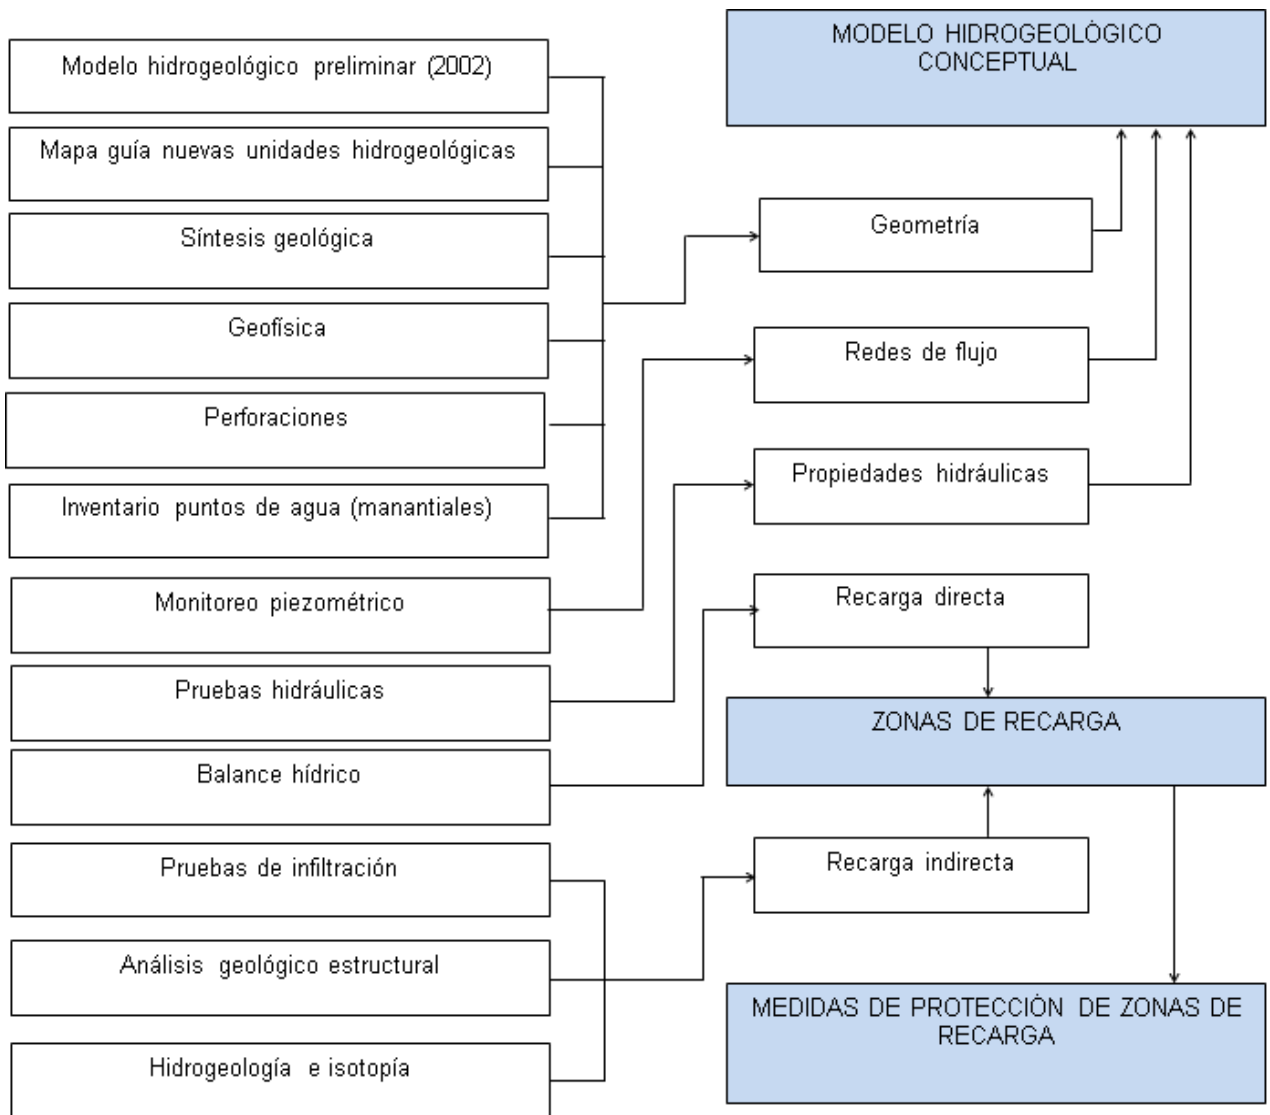 MODELO HIDROGEOLÓGICO
CONCEPTUAL
Modelo hidrogeológico preliminar (2002)
Mapa guía nuevas unidades hidrogeológicas
Síntesis geológica
Geometría
Geofísica
Redes de flujo
Perforaciones
Propiedades hidráulicas
Inventario puntos de agua (manantiales)
Monitoreo piezométrico
Recarga directa
Pruebas hidráulicas
ZONAS DE RECARGA
Balance hídrico
Pruebas de infiltración
Recarga indirecta
Análisis geológico estructural
MEDIDAS DE PROTECCIÓN DE ZONAS DE
RECARGA
Hidrogeología e isotopía